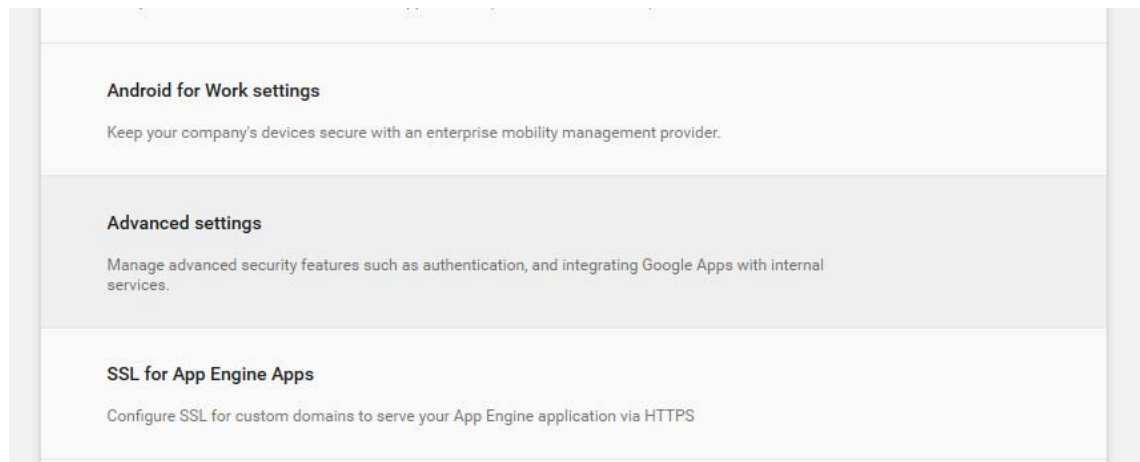 Android for Work settings
Keep your company's devices secure with an enterprise mobility management provider.
Advanced settings
Manage advanced security features such as authentication, and integrating Google Apps with internal
services.
SSL for App Engine Apps
Configure SSL for custom domains to serve your App Engine application via HTTPS